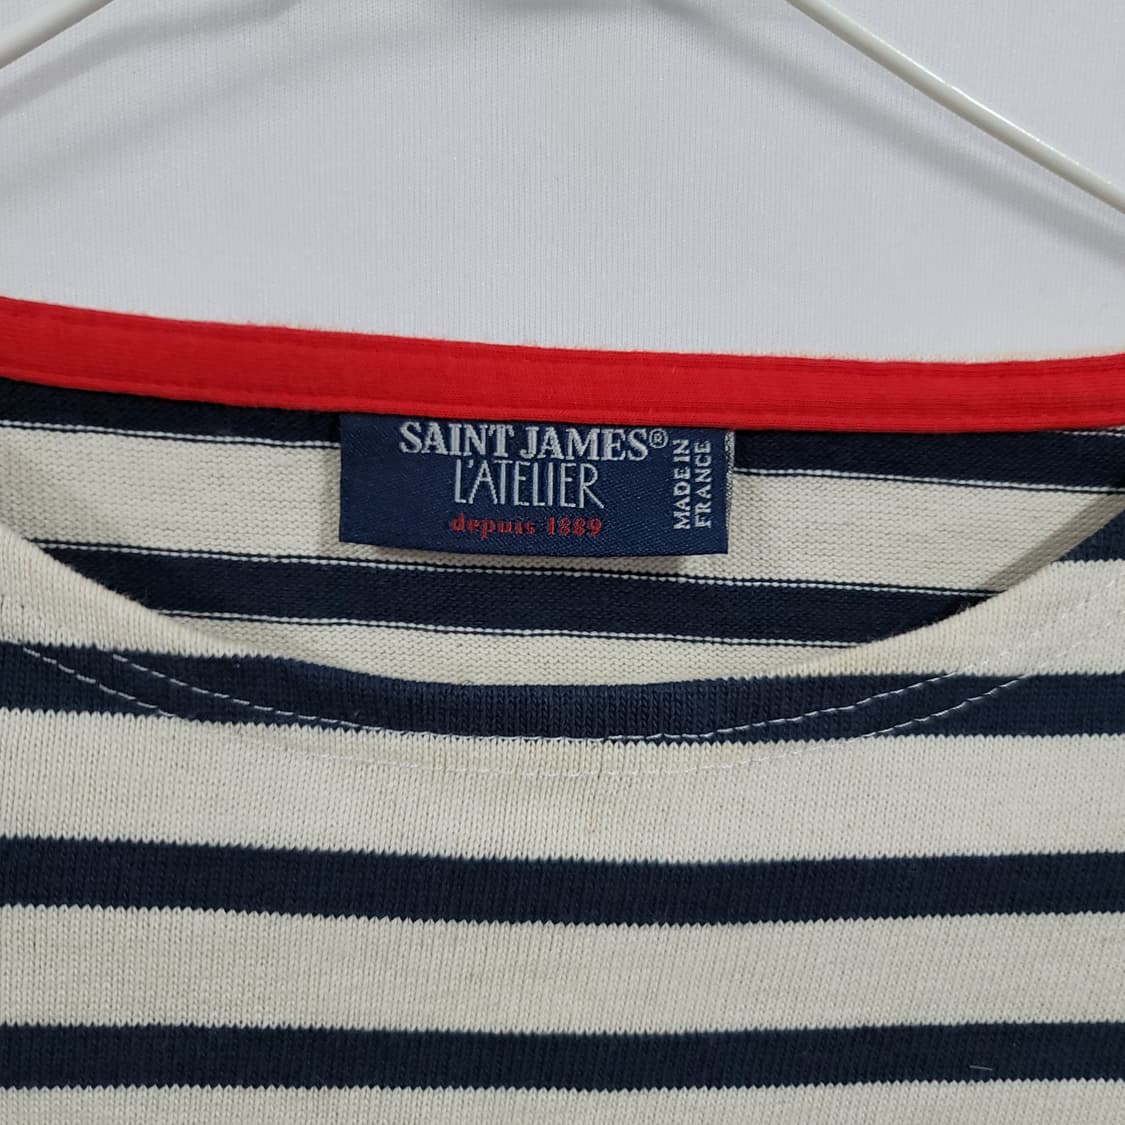 SAINT JAMES®
L'ATELIER
depuis 1889
MADE IN
FRANCE